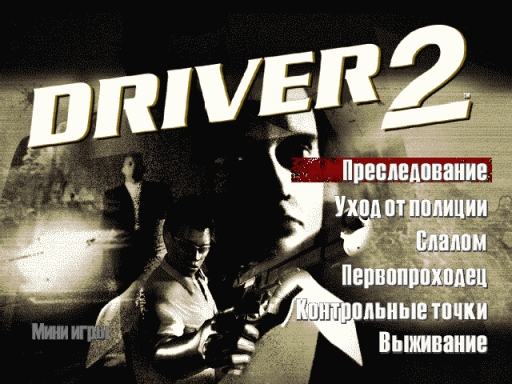 DRIVER 2
Преследование
Уход от полиции
Слалом
Первопроходец
Контрольные точки
Выживание
Мини игры